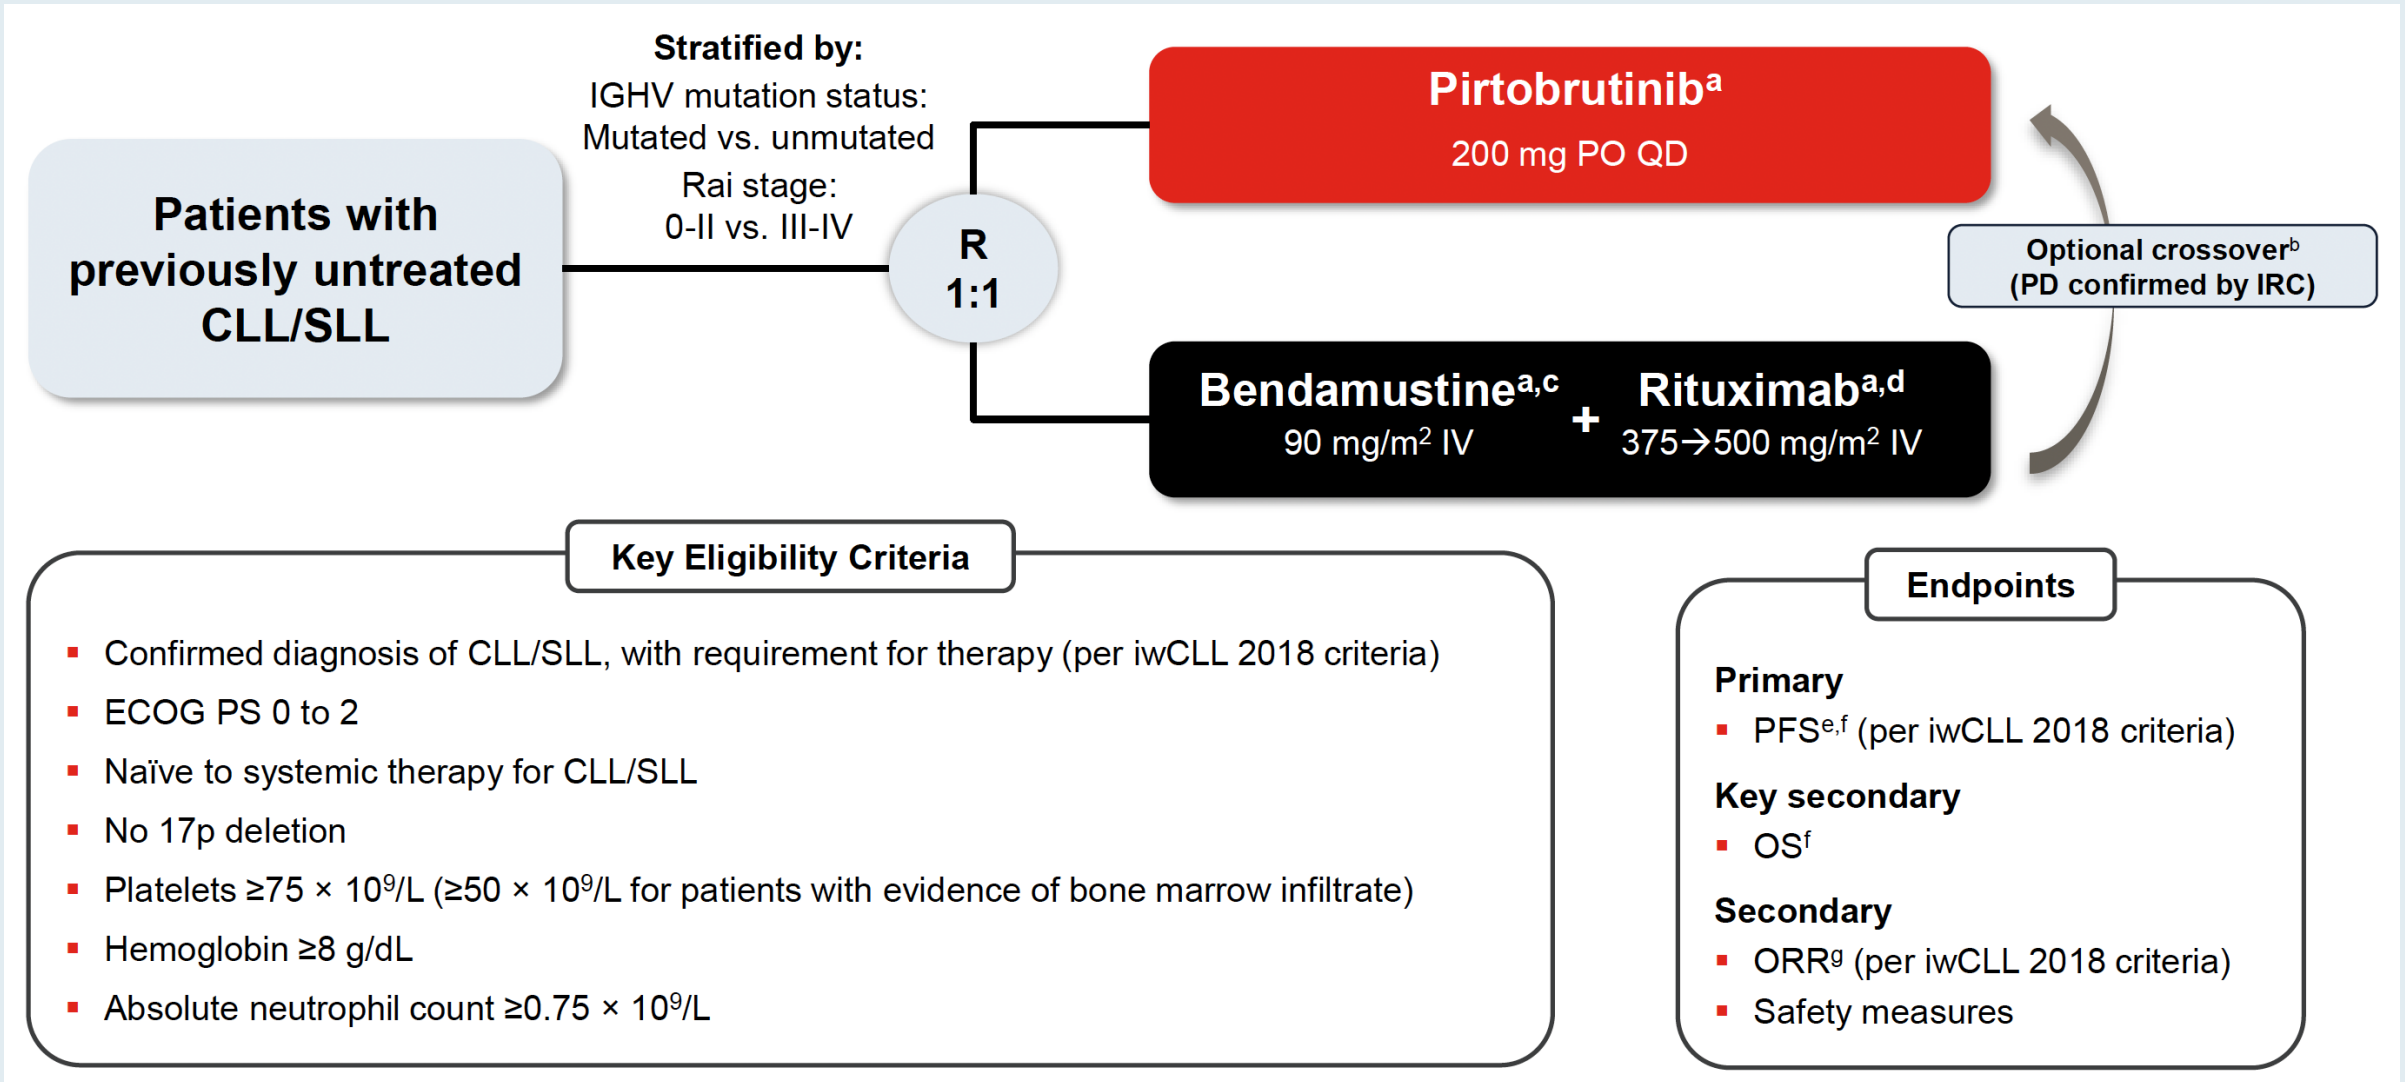 Stratified by:
IGHV mutation status:
Mutated vs. unmutated
Rai stage:
0-II vs. III-IV
Patients with
previously untreated
CLL/SLL
R
1:1
Pirtobrutinibᵃ
200 mg PO QD
Optional crossoverᵇ
(PD confirmed by IRC)
Bendamustineᵃ,ᶜ + Rituximabᵃ,ᵈ
90 mg/m² IV 375→500 mg/m² IV
Key Eligibility Criteria
▪ Confirmed diagnosis of CLL/SLL, with requirement for therapy (per iwCLL 2018 criteria)
▪ ECOG PS 0 to 2
▪ Naïve to systemic therapy for CLL/SLL
▪ No 17p deletion
▪ Platelets ≥75 × 10⁹/L (≥50 × 10⁹/L for patients with evidence of bone marrow infiltrate)
▪ Hemoglobin ≥8 g/dL
▪ Absolute neutrophil count ≥0.75 × 10⁹/L
Endpoints
Primary
▪ PFSᵉ,ᶠ (per iwCLL 2018 criteria)
Key secondary
▪ OSᶠ
Secondary
▪ ORRᵍ (per iwCLL 2018 criteria)
▪ Safety measures